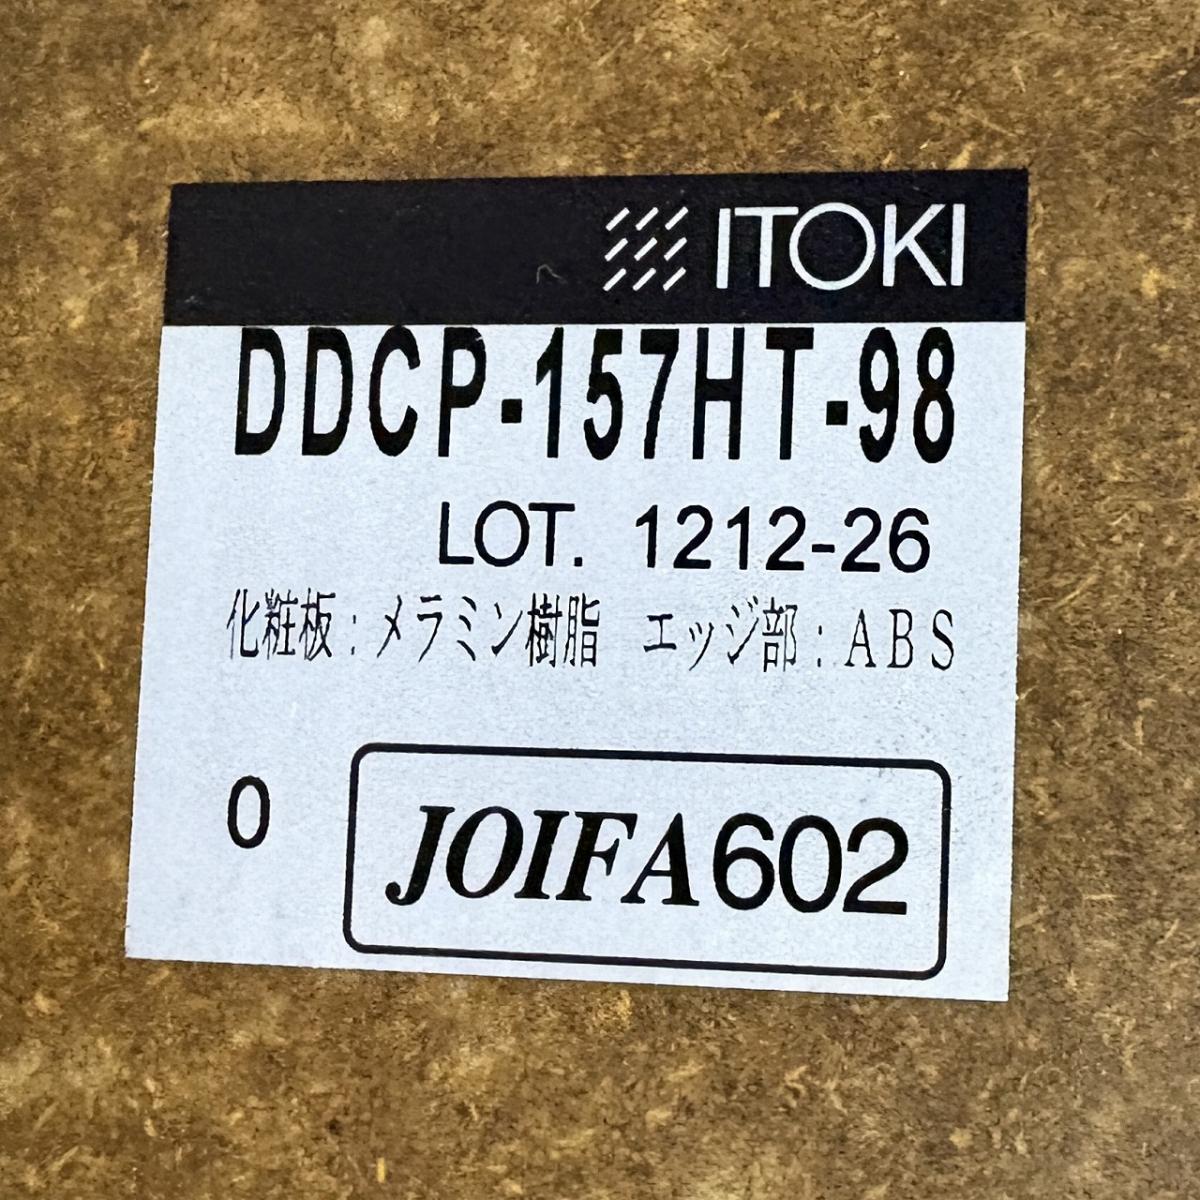 ITOKI
DDCP-157HT-98
LOT. 1212-26
化粧板：メラミン樹脂　エッジ部：ABS
0
JOIFA602